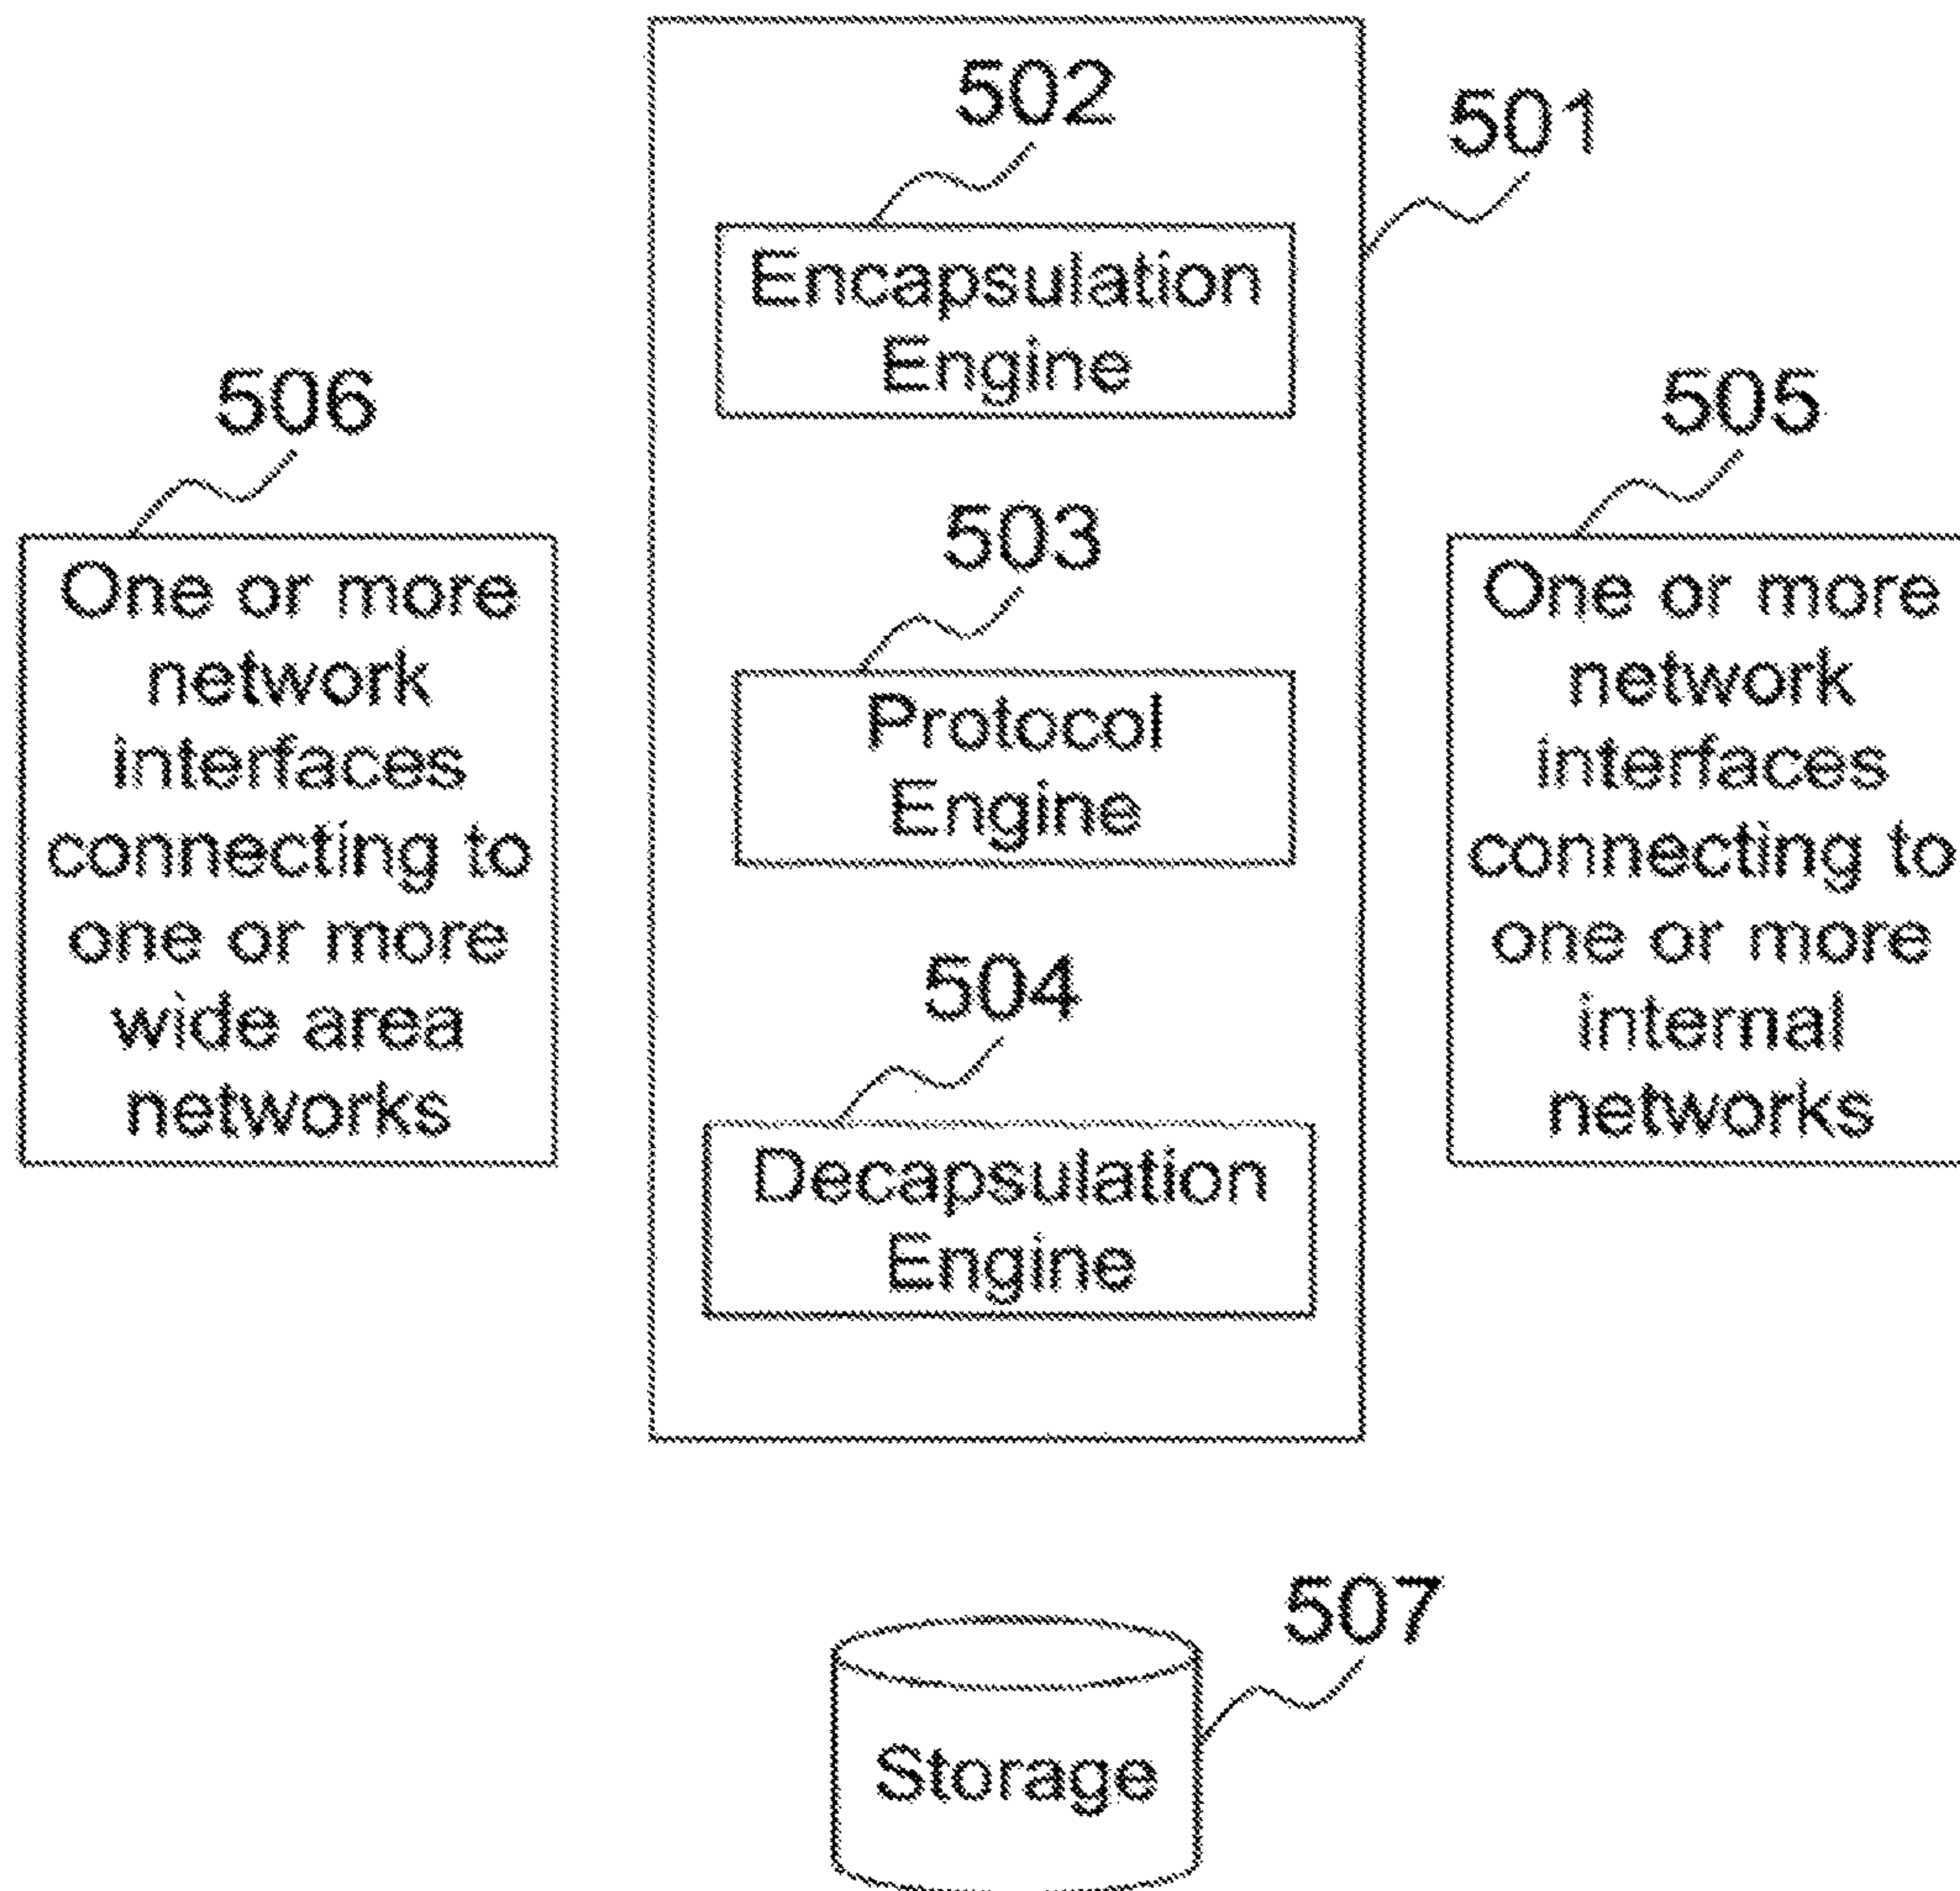 502
501
Encapsulation
Engine
506
505
503
One or more
network
interfaces
connecting to
one or more
wide area
networks
Protocol
Engine
One or more
network
interfaces
connecting to
one or more
internal
networks
504
Decapsulation
Engine
507
Storage